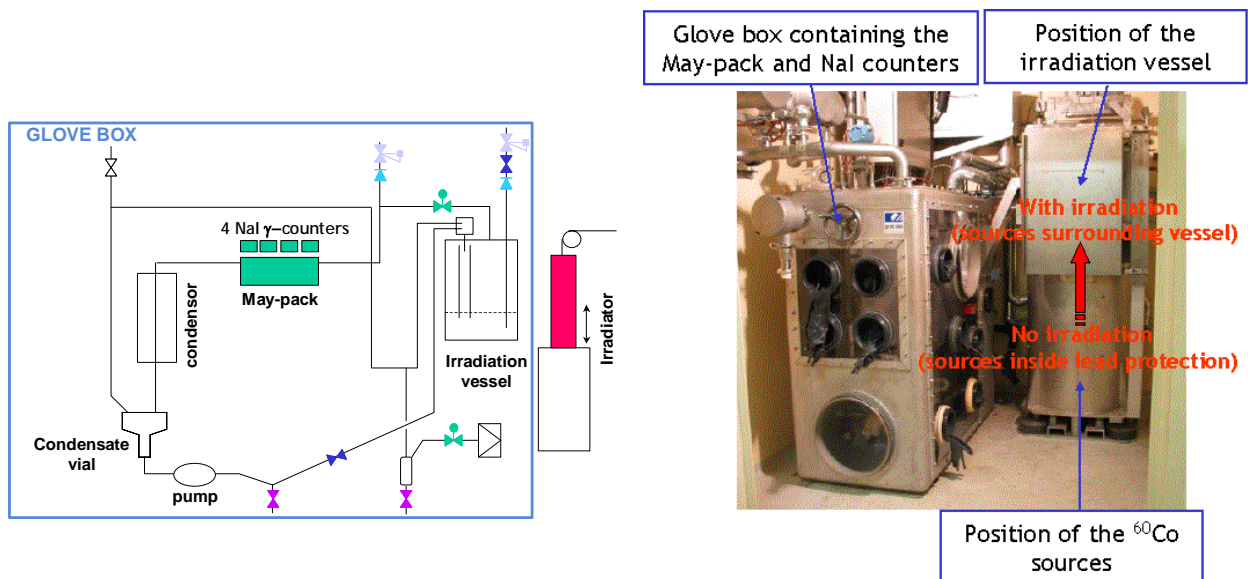 GLOVE BOX
4 NaI γ–counters
May-pack
condensor
Irradiation
vessel
Irradiator
Condensate
vial
pump
Glove box containing the
May-pack and NaI counters
Position of the
irradiation vessel
With irradiation
(sources surrounding vessel)
No irradiation
(sources inside lead protection)
Position of the ⁶⁰Co
sources